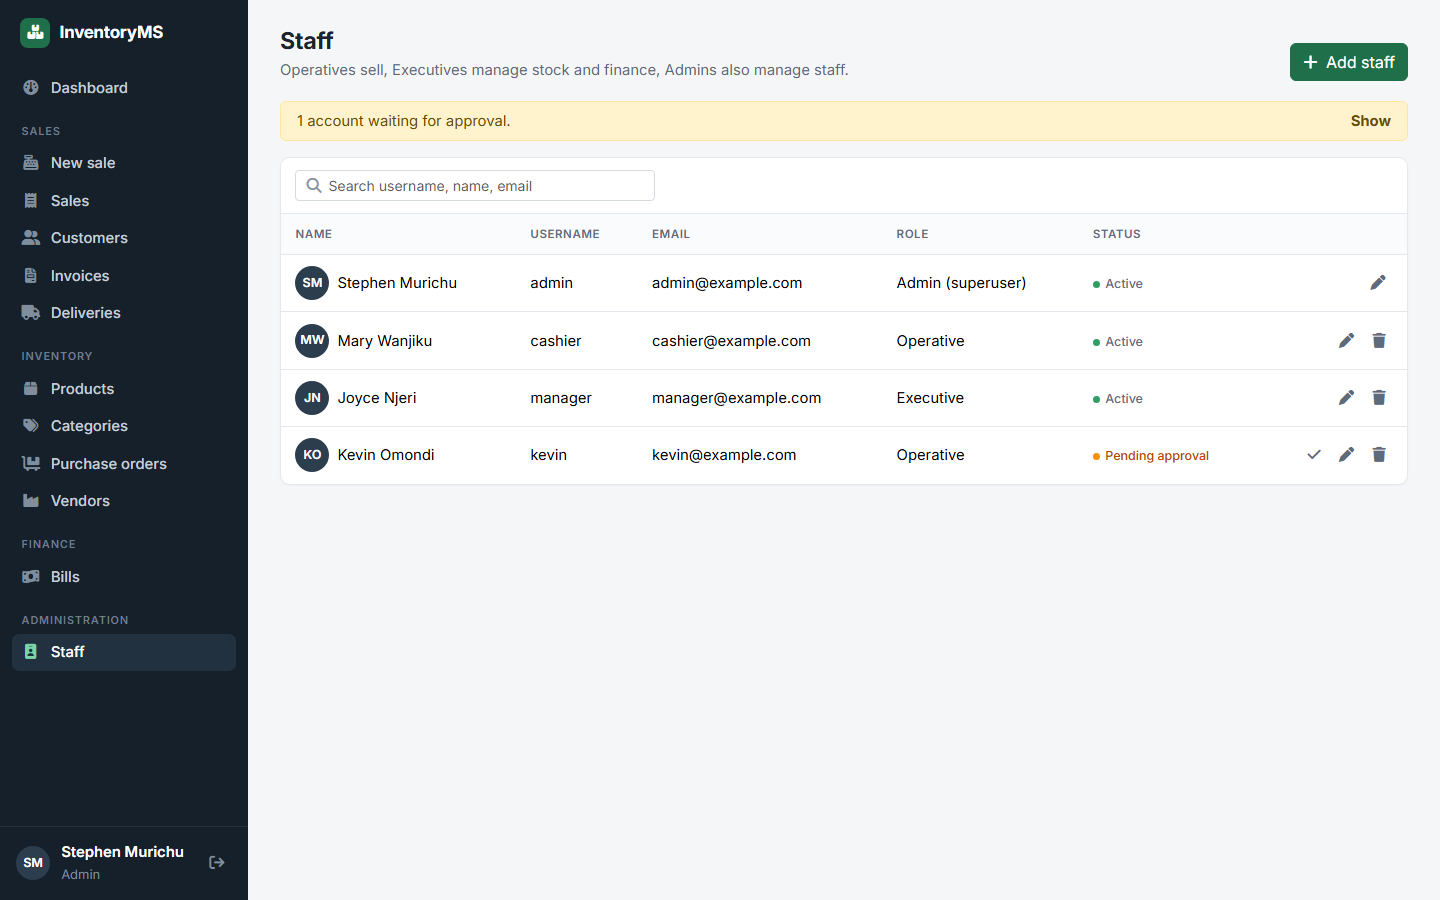 InventoryMS
Dashboard
SALES
New sale
Sales
Customers
Invoices
Deliveries
INVENTORY
Products
Categories
Purchase orders
Vendors
FINANCE
Bills
ADMINISTRATION
Staff
SM
Stephen Murichu
Admin
Staff
Operatives sell, Executives manage stock and finance, Admins also manage staff.
Add staff
1 account waiting for approval. Show
Search username, name, email
NAME USERNAME EMAIL ROLE STATUS
SM Stephen Murichu admin admin@example.com Admin (superuser) Active
MW Mary Wanjiku cashier cashier@example.com Operative Active
JN Joyce Njeri manager manager@example.com Executive Active
KO Kevin Omondi kevin kevin@example.com Operative Pending approval